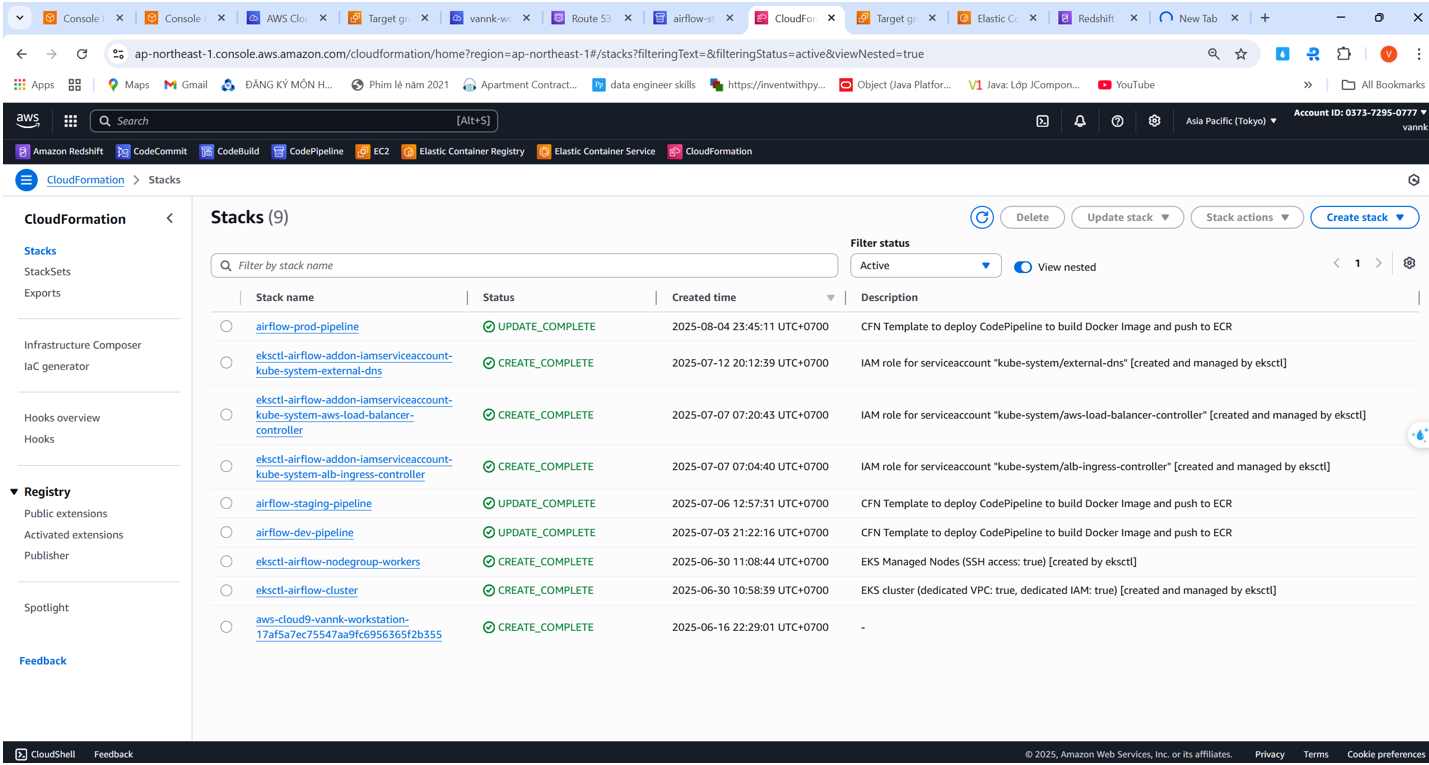 Console
Console
AWS Clo
Target gr
vannk-wo
Route 53
airflow-st
CloudFor
Target gr
Elastic Co
Redshift
New Tab
ap-northeast-1.console.aws.amazon.com/cloudformation/home?region=ap-northeast-1#/stacks?filteringText=&filteringStatus=active&viewNested=true
V
Apps
Maps
Gmail
ĐĂNG KÝ MÔN H...
Phim lẻ năm 2021
Apartment Contract...
Pp data engineer skills
https://inventwithpy...
Object (Java Platfor...
V1 Java: Lớp JCompon...
YouTube
»
All Bookmarks
aws
Search
[Alt+S]
Asia Pacific (Tokyo)
Account ID: 0373-7295-0777
vannk
Amazon Redshift
CodeCommit
CodeBuild
CodePipeline
EC2
Elastic Container Registry
Elastic Container Service
CloudFormation
CloudFormation
Stacks
CloudFormation
Stacks
StackSets
Exports
Infrastructure Composer
IaC generator
Hooks overview
Hooks
Registry
Public extensions
Activated extensions
Publisher
Spotlight
Feedback
Stacks (9)
Delete
Update stack
Stack actions
Create stack
Filter by stack name
Filter status
Active
View nested
1
Stack name
Status
Created time
Description
airflow-prod-pipeline
UPDATE_COMPLETE
2025-08-04 23:45:11 UTC+0700
CFN Template to deploy CodePipeline to build Docker Image and push to ECR
eksctl-airflow-addon-iamserviceaccount-
kube-system-external-dns
CREATE_COMPLETE
2025-07-12 20:12:39 UTC+0700
IAM role for serviceaccount "kube-system/external-dns" [created and managed by eksctl]
eksctl-airflow-addon-iamserviceaccount-
kube-system-aws-load-balancer-
controller
CREATE_COMPLETE
2025-07-07 07:20:43 UTC+0700
IAM role for serviceaccount "kube-system/aws-load-balancer-controller" [created and managed by eksctl]
eksctl-airflow-addon-iamserviceaccount-
kube-system-alb-ingress-controller
CREATE_COMPLETE
2025-07-07 07:04:40 UTC+0700
IAM role for serviceaccount "kube-system/alb-ingress-controller" [created and managed by eksctl]
airflow-staging-pipeline
UPDATE_COMPLETE
2025-07-06 12:57:31 UTC+0700
CFN Template to deploy CodePipeline to build Docker Image and push to ECR
airflow-dev-pipeline
UPDATE_COMPLETE
2025-07-03 21:22:16 UTC+0700
CFN Template to deploy CodePipeline to build Docker Image and push to ECR
eksctl-airflow-nodegroup-workers
CREATE_COMPLETE
2025-06-30 11:08:44 UTC+0700
EKS Managed Nodes (SSH access: true) [created by eksctl]
eksctl-airflow-cluster
CREATE_COMPLETE
2025-06-30 10:58:39 UTC+0700
EKS cluster (dedicated VPC: true, dedicated IAM: true) [created and managed by eksctl]
aws-cloud9-vannk-workstation-
17af5a7ec75547aa9fc6956365f2b355
CREATE_COMPLETE
2025-06-16 22:29:01 UTC+0700
-
CloudShell
Feedback
© 2025, Amazon Web Services, Inc. or its affiliates.
Privacy
Terms
Cookie preferences